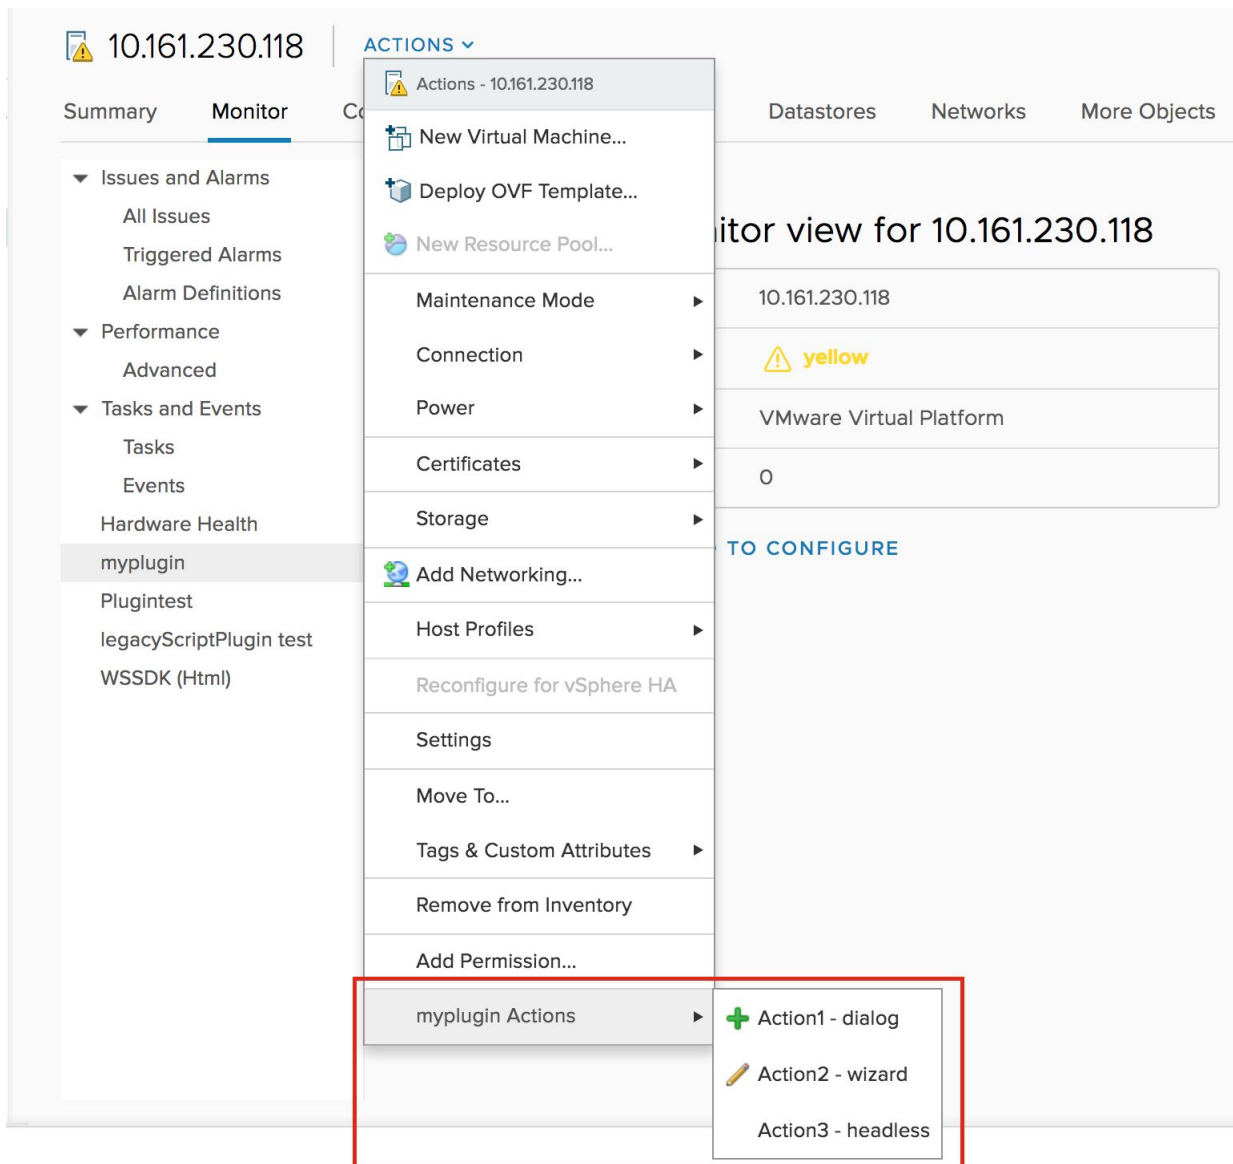 10.161.230.118
ACTIONS
Actions - 10.161.230.118
Summary
Monitor
Co
Datastores
Networks
More Objects
Issues and Alarms
All Issues
Triggered Alarms
Alarm Definitions
Performance
Advanced
Tasks and Events
Tasks
Events
Hardware Health
myplugin
Plugintest
legacyScriptPlugin test
WSSDK (Html)
New Virtual Machine...
Deploy OVF Template...
New Resource Pool...
Maintenance Mode
Connection
Power
Certificates
Storage
Add Networking...
Host Profiles
Reconfigure for vSphere HA
Settings
Move To...
Tags & Custom Attributes
Remove from Inventory
Add Permission...
myplugin Actions
Action1 - dialog
Action2 - wizard
Action3 - headless
itor view for 10.161.230.118
10.161.230.118
yellow
VMware Virtual Platform
0
TO CONFIGURE